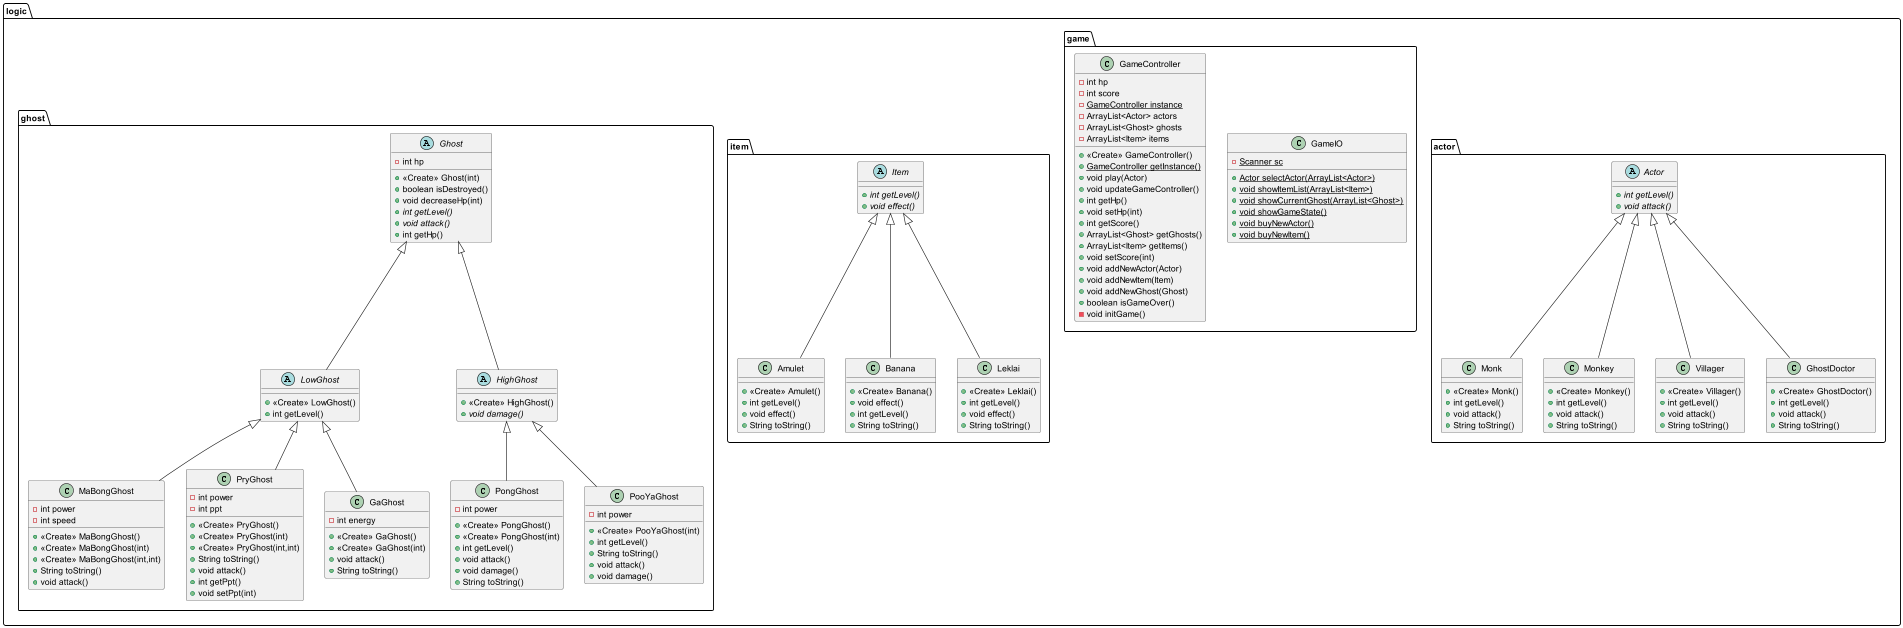 logic
ghost
Ghost
int hp
«Create» Ghost(int)
boolean isDestroyed()
void decreaseHp(int)
int getLevel()
void attack()
int getHp()
LowGhost
«Create» LowGhost()
int getLevel()
HighGhost
«Create» HighGhost()
void damage()
MaBongGhost
int power
int speed
«Create» MaBongGhost()
«Create» MaBongGhost(int)
«Create» MaBongGhost(int,int)
String toString()
void attack()
PryGhost
int power
int ppt
«Create» PryGhost()
«Create» PryGhost(int)
«Create» PryGhost(int,int)
String toString()
void attack()
int getPpt()
void setPpt(int)
GaGhost
int energy
«Create» GaGhost()
«Create» GaGhost(int)
void attack()
String toString()
PongGhost
int power
«Create» PongGhost()
«Create» PongGhost(int)
int getLevel()
void attack()
void damage()
String toString()
PooYaGhost
int power
«Create» PooYaGhost(int)
int getLevel()
String toString()
void attack()
void damage()
item
Item
int getLevel()
void effect()
Amulet
«Create» Amulet()
int getLevel()
void effect()
String toString()
Banana
«Create» Banana()
void effect()
int getLevel()
String toString()
Leklai
«Create» Leklai()
int getLevel()
void effect()
String toString()
game
GameController
int hp
int score
GameController instance
ArrayList<Actor> actors
ArrayList<Ghost> ghosts
ArrayList<Item> items
«Create» GameController()
GameController getInstance()
void play(Actor)
void updateGameController()
int getHp()
void setHp(int)
int getScore()
ArrayList<Ghost> getGhosts()
ArrayList<Item> getItems()
void setScore(int)
void addNewActor(Actor)
void addNewItem(Item)
void addNewGhost(Ghost)
boolean isGameOver()
void initGame()
GameIO
Scanner sc
Actor selectActor(ArrayList<Actor>)
void showItemList(ArrayList<Item>)
void showCurrentGhost(ArrayList<Ghost>)
void showGameState()
void buyNewActor()
void buyNewItem()
actor
Actor
int getLevel()
void attack()
Monk
«Create» Monk()
int getLevel()
void attack()
String toString()
Monkey
«Create» Monkey()
int getLevel()
void attack()
String toString()
Villager
«Create» Villager()
int getLevel()
void attack()
String toString()
GhostDoctor
«Create» GhostDoctor()
int getLevel()
void attack()
String toString()